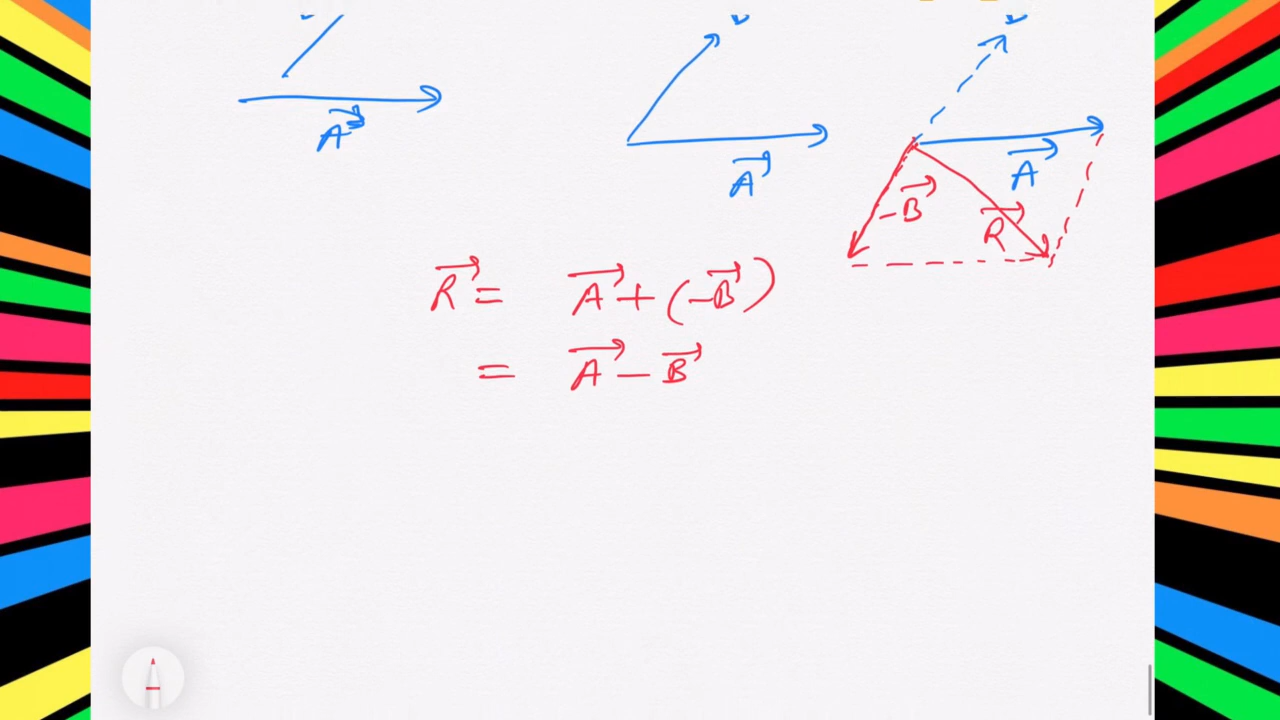 A⃗
A⃗
A⃗
-B⃗
R⃗
R⃗ = A⃗ + (-B⃗)
= A⃗ - B⃗